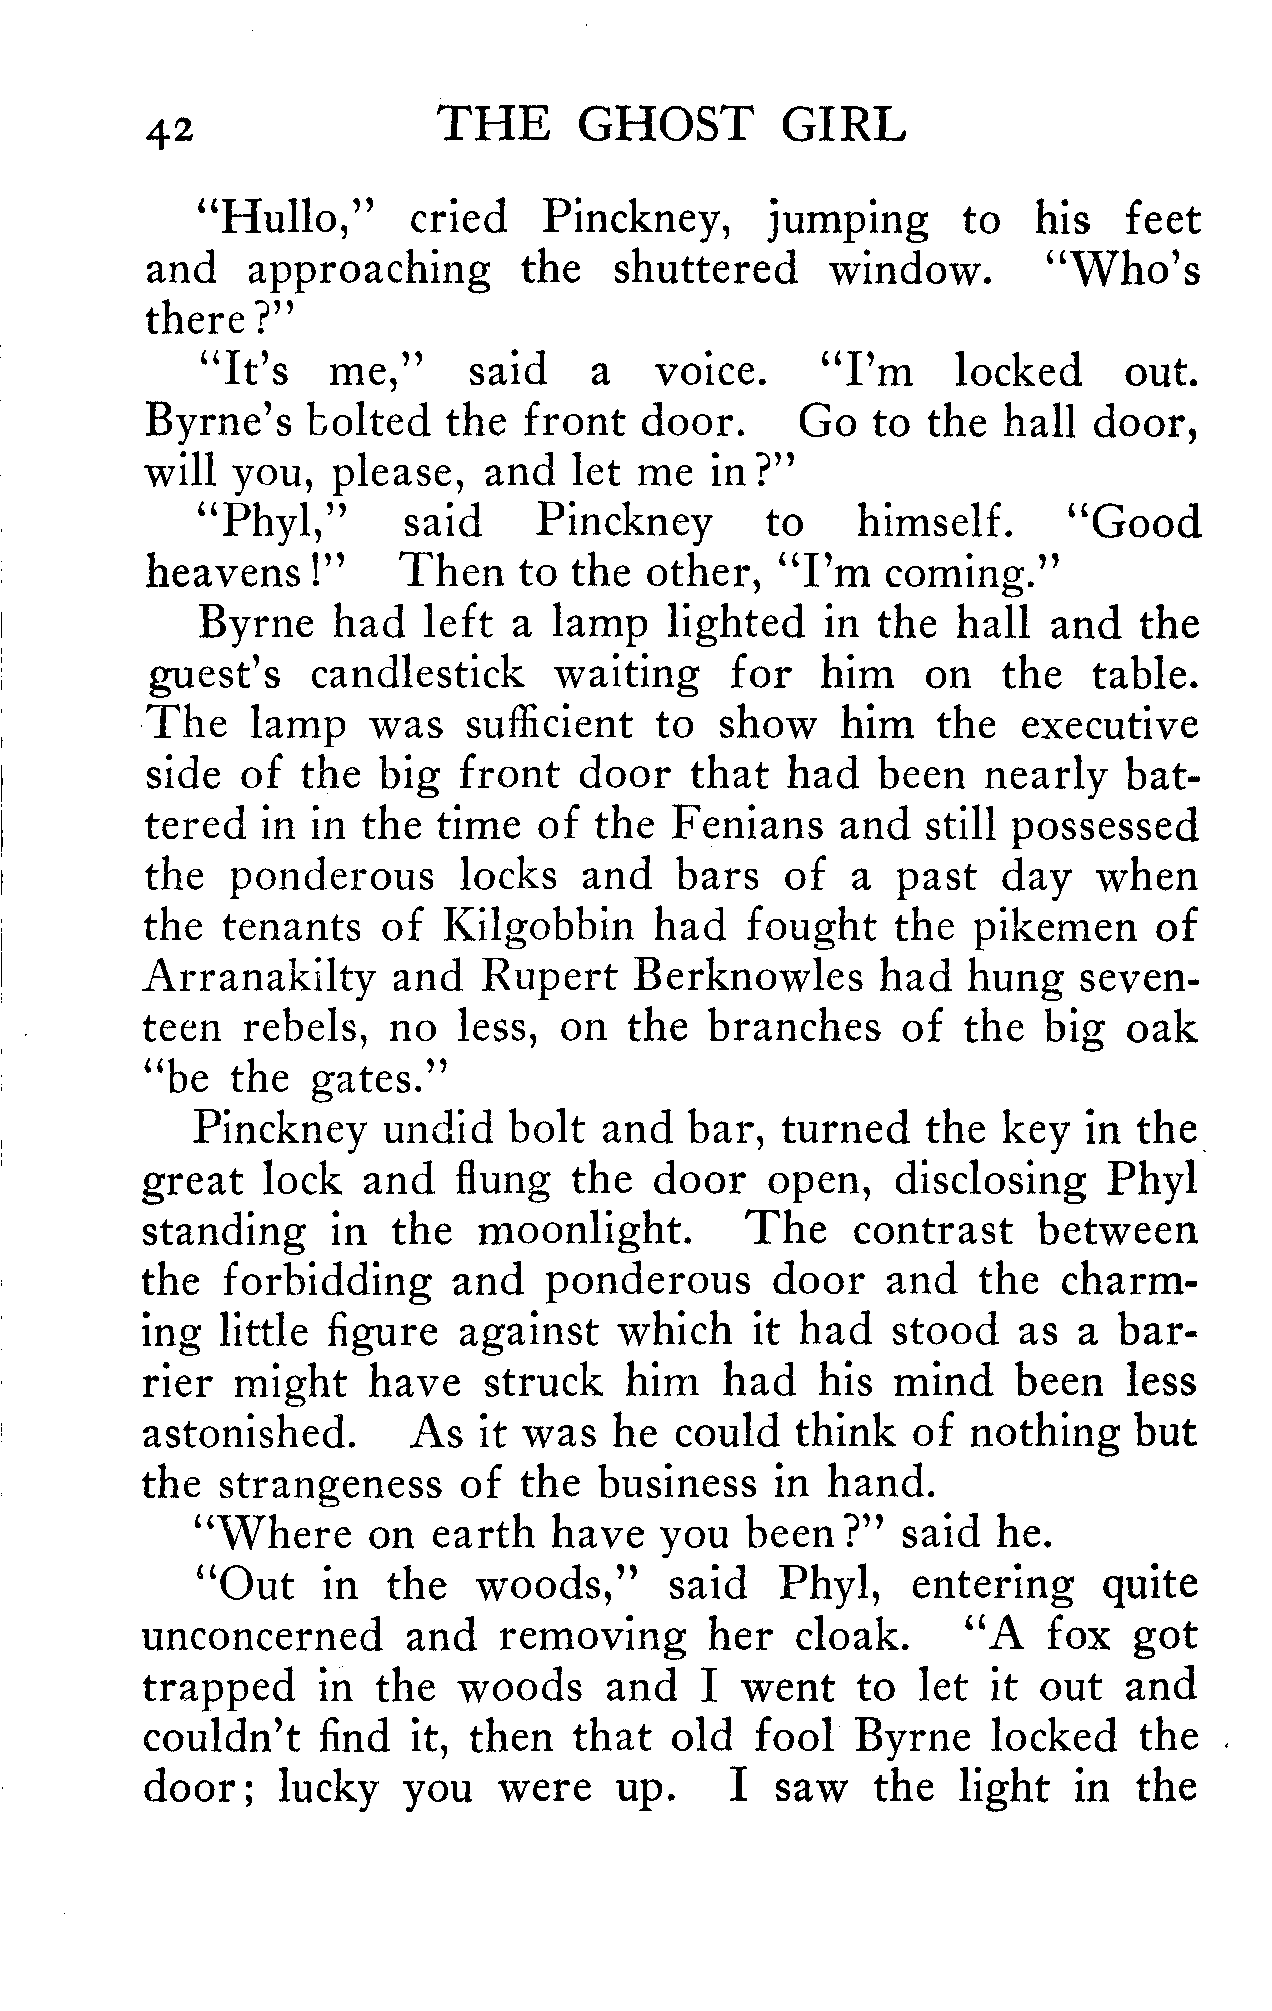 42 THE GHOST GIRL
“Hullo,” cried Pinckney, jumping to his feet
and approaching the shuttered window. “Who’s
there?”
“It’s me,” said a voice. “I’m locked out.
Byrne’s bolted the front door. Go to the hall door,
will you, please, and let me in?”
“Phyl,” said Pinckney to himself. “Good
heavens!” Then to the other, “I’m coming.”
Byrne had left a lamp lighted in the hall and the
guest’s candlestick waiting for him on the table.
The lamp was sufficient to show him the executive
side of the big front door that had been nearly bat-
tered in in the time of the Fenians and still possessed
the ponderous locks and bars of a past day when
the tenants of Kilgobbin had fought the pikemen of
Arranakilty and Rupert Berknowles had hung seven-
teen rebels, no less, on the branches of the big oak
“be the gates.”
Pinckney undid bolt and bar, turned the key in the
great lock and flung the door open, disclosing Phyl
standing in the moonlight. The contrast between
the forbidding and ponderous door and the charm-
ing little figure against which it had stood as a bar-
rier might have struck him had his mind been less
astonished. As it was he could think of nothing but
the strangeness of the business in hand.
“Where on earth have you been?” said he.
“Out in the woods,” said Phyl, entering quite
unconcerned and removing her cloak. “A fox got
trapped in the woods and I went to let it out and
couldn’t find it, then that old fool Byrne locked the
door; lucky you were up. I saw the light in the